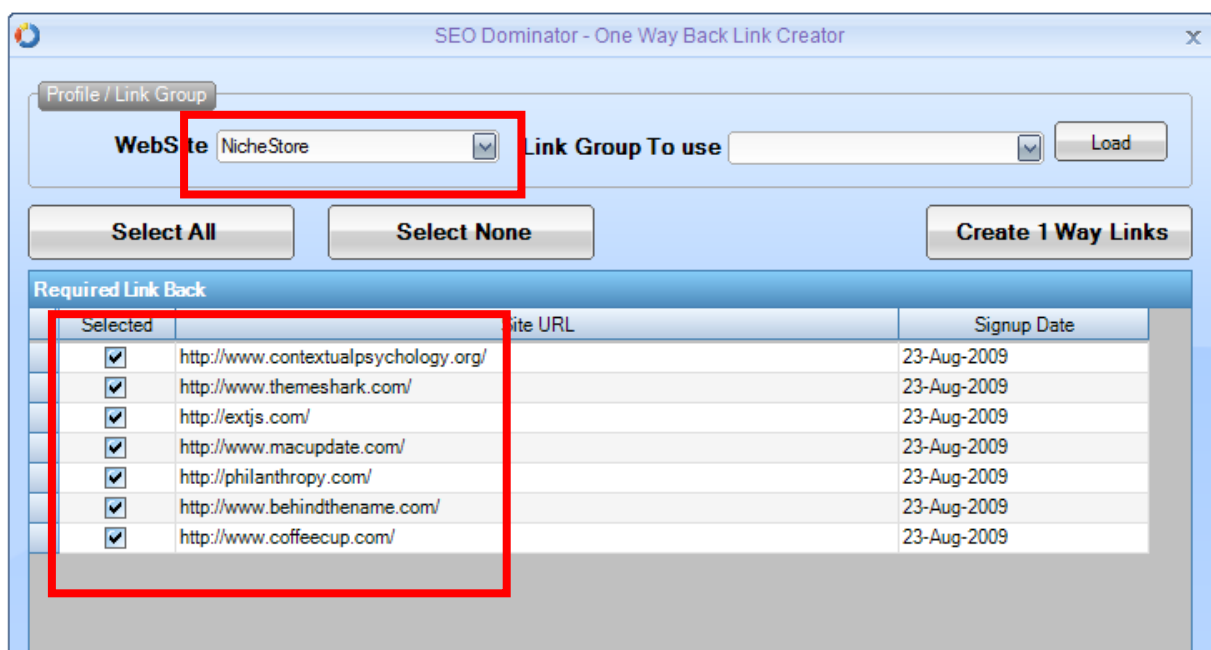 SEO Dominator - One Way Back Link Creator x
Profile / Link Group
WebSite NicheStore Link Group To use Load
Select All Select None Create 1 Way Links
Required Link Back
Selected Site URL Signup Date
http://www.contextualpsychology.org/ 23-Aug-2009
http://www.themeshark.com/ 23-Aug-2009
http://extjs.com/ 23-Aug-2009
http://www.macupdate.com/ 23-Aug-2009
http://philanthropy.com/ 23-Aug-2009
http://www.behindthename.com/ 23-Aug-2009
http://www.coffeecup.com/ 23-Aug-2009